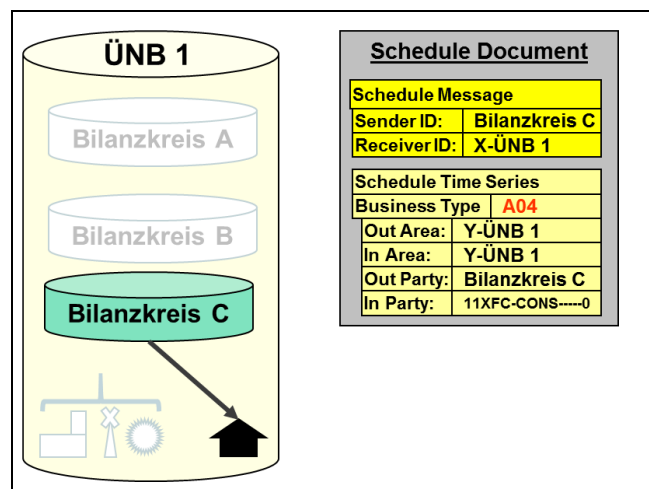 ÜNB 1
Bilanzkreis A
Bilanzkreis B
Bilanzkreis C
Schedule Document
Schedule Message
Sender ID: Bilanzkreis C
Receiver ID: X-ÜNB 1
Schedule Time Series
Business Type A04
Out Area: Y-ÜNB 1
In Area: Y-ÜNB 1
Out Party: Bilanzkreis C
In Party: 11XFC-CONS-----0